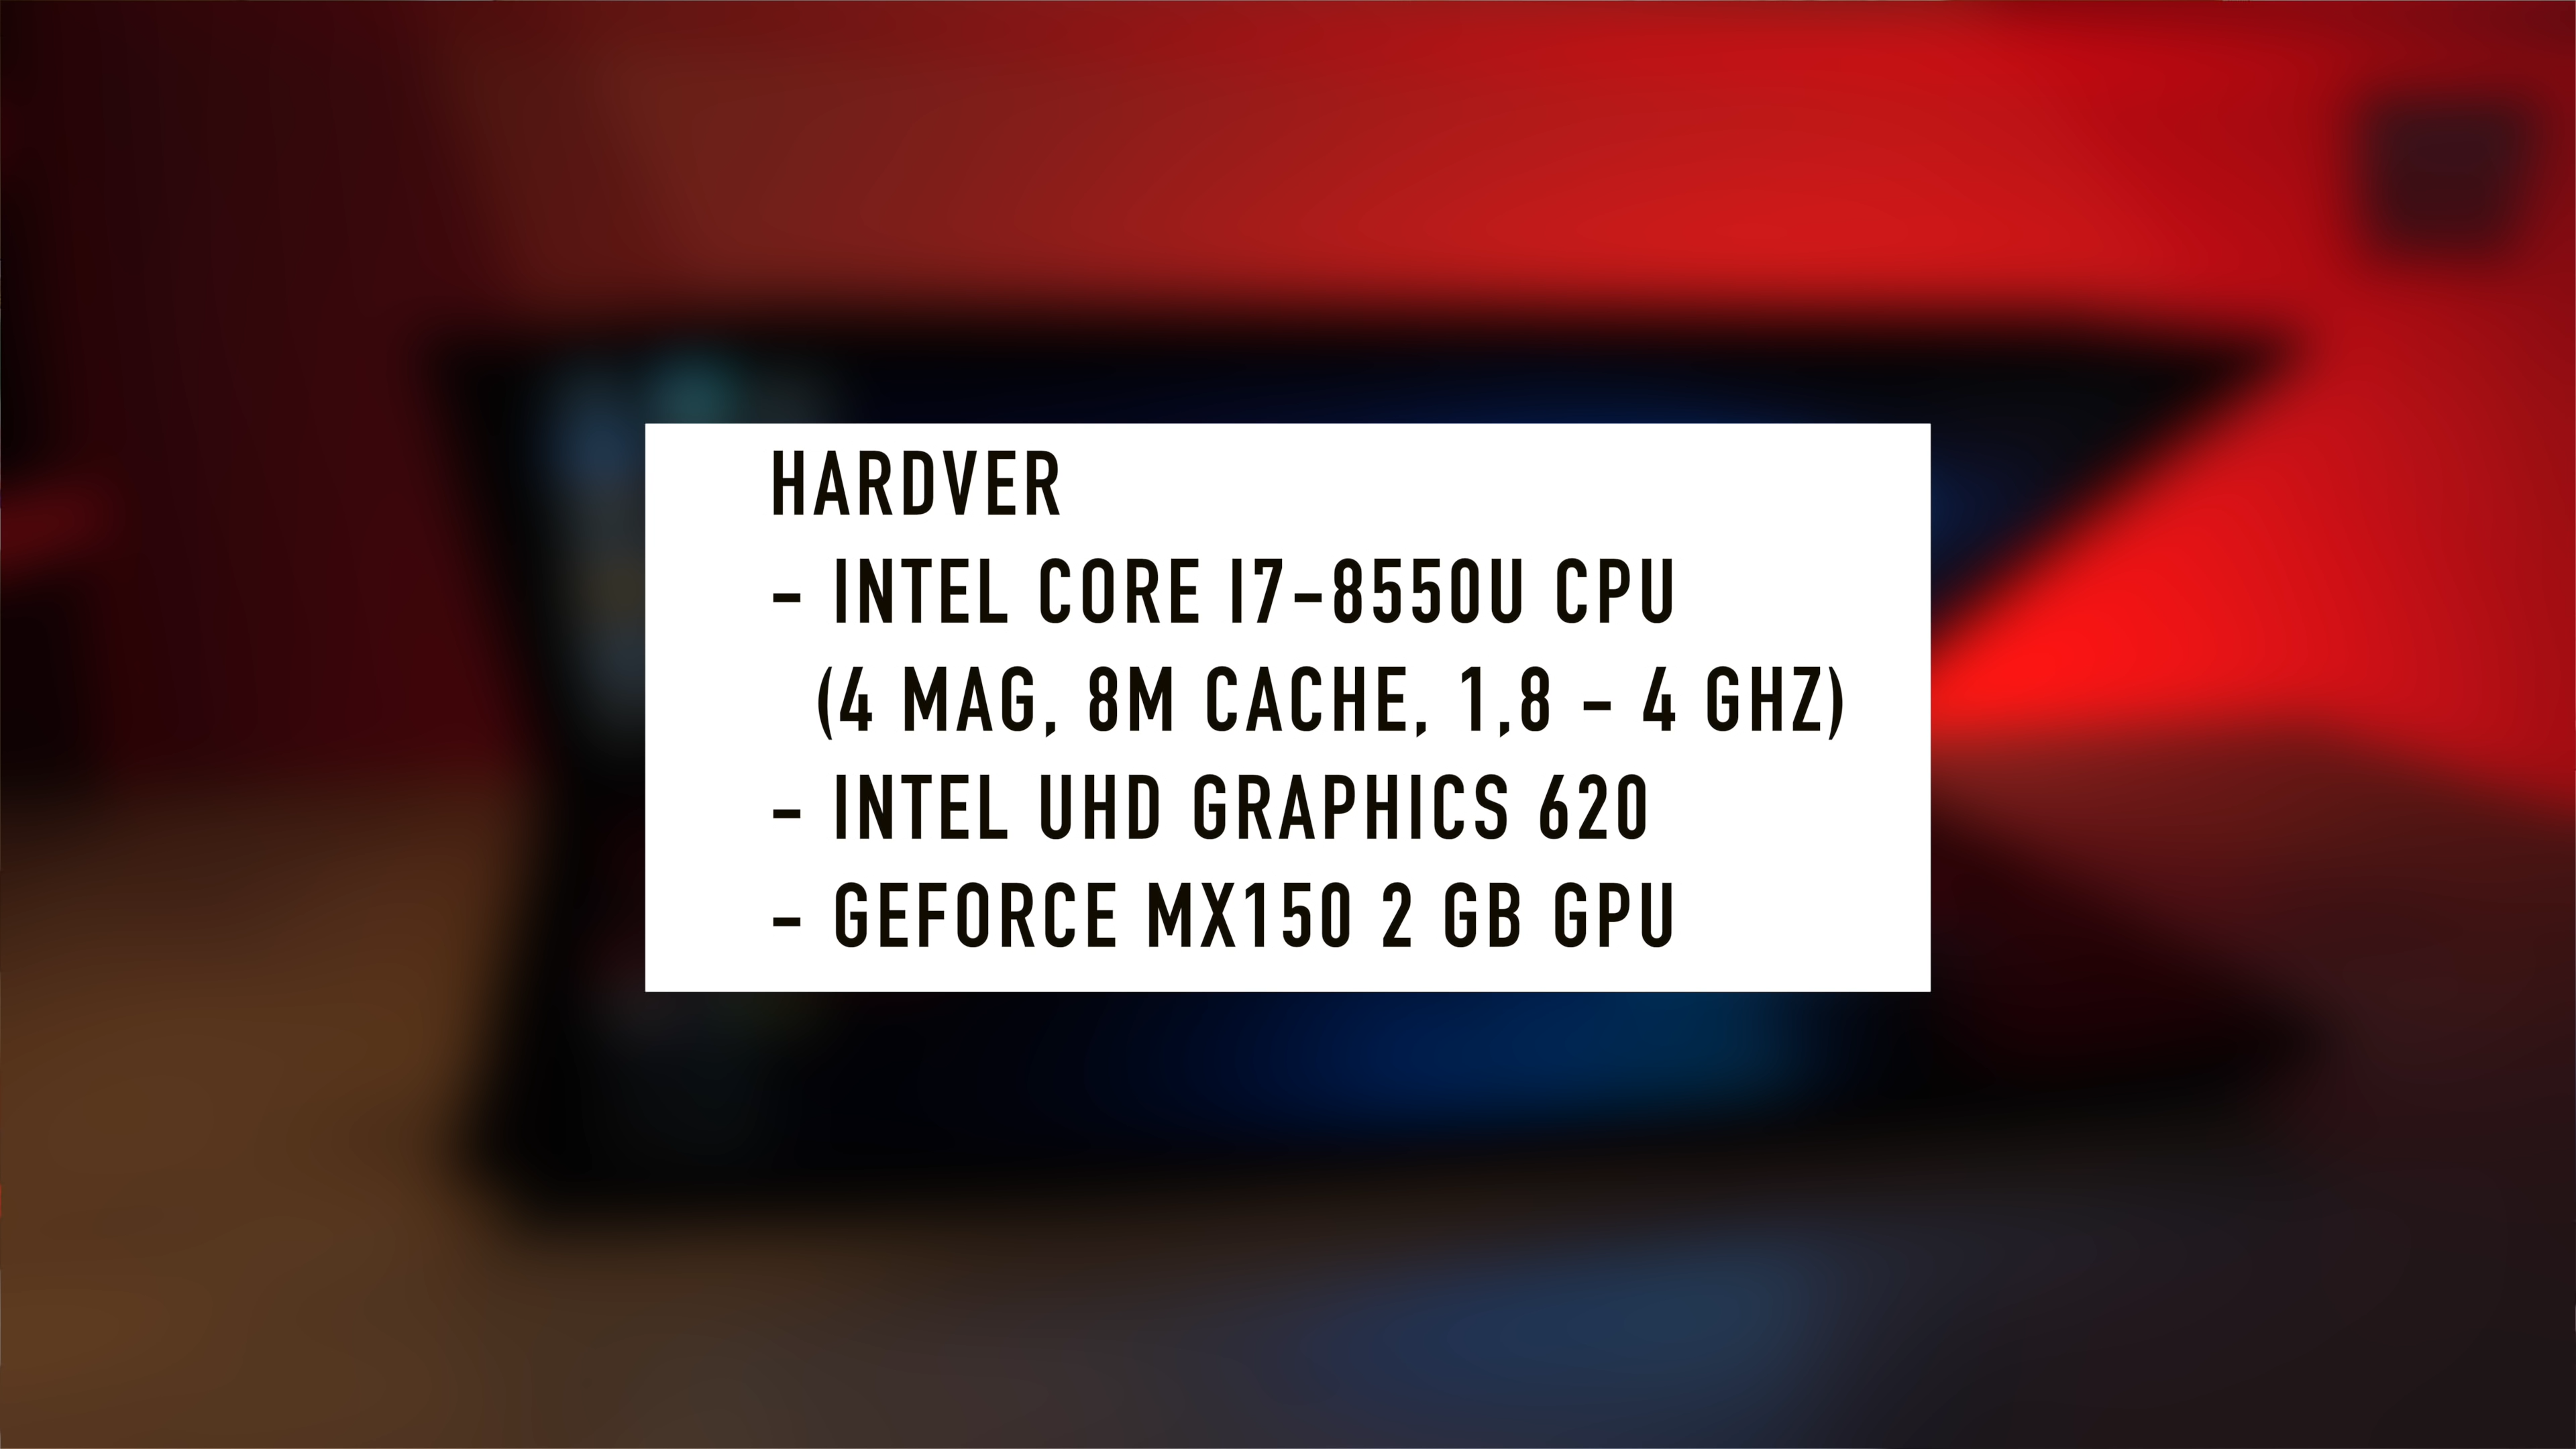 HARDVER
- INTEL CORE I7-8550U CPU
(4 MAG, 8M CACHE, 1,8 - 4 GHZ)
- INTEL UHD GRAPHICS 620
- GEFORCE MX150 2 GB GPU